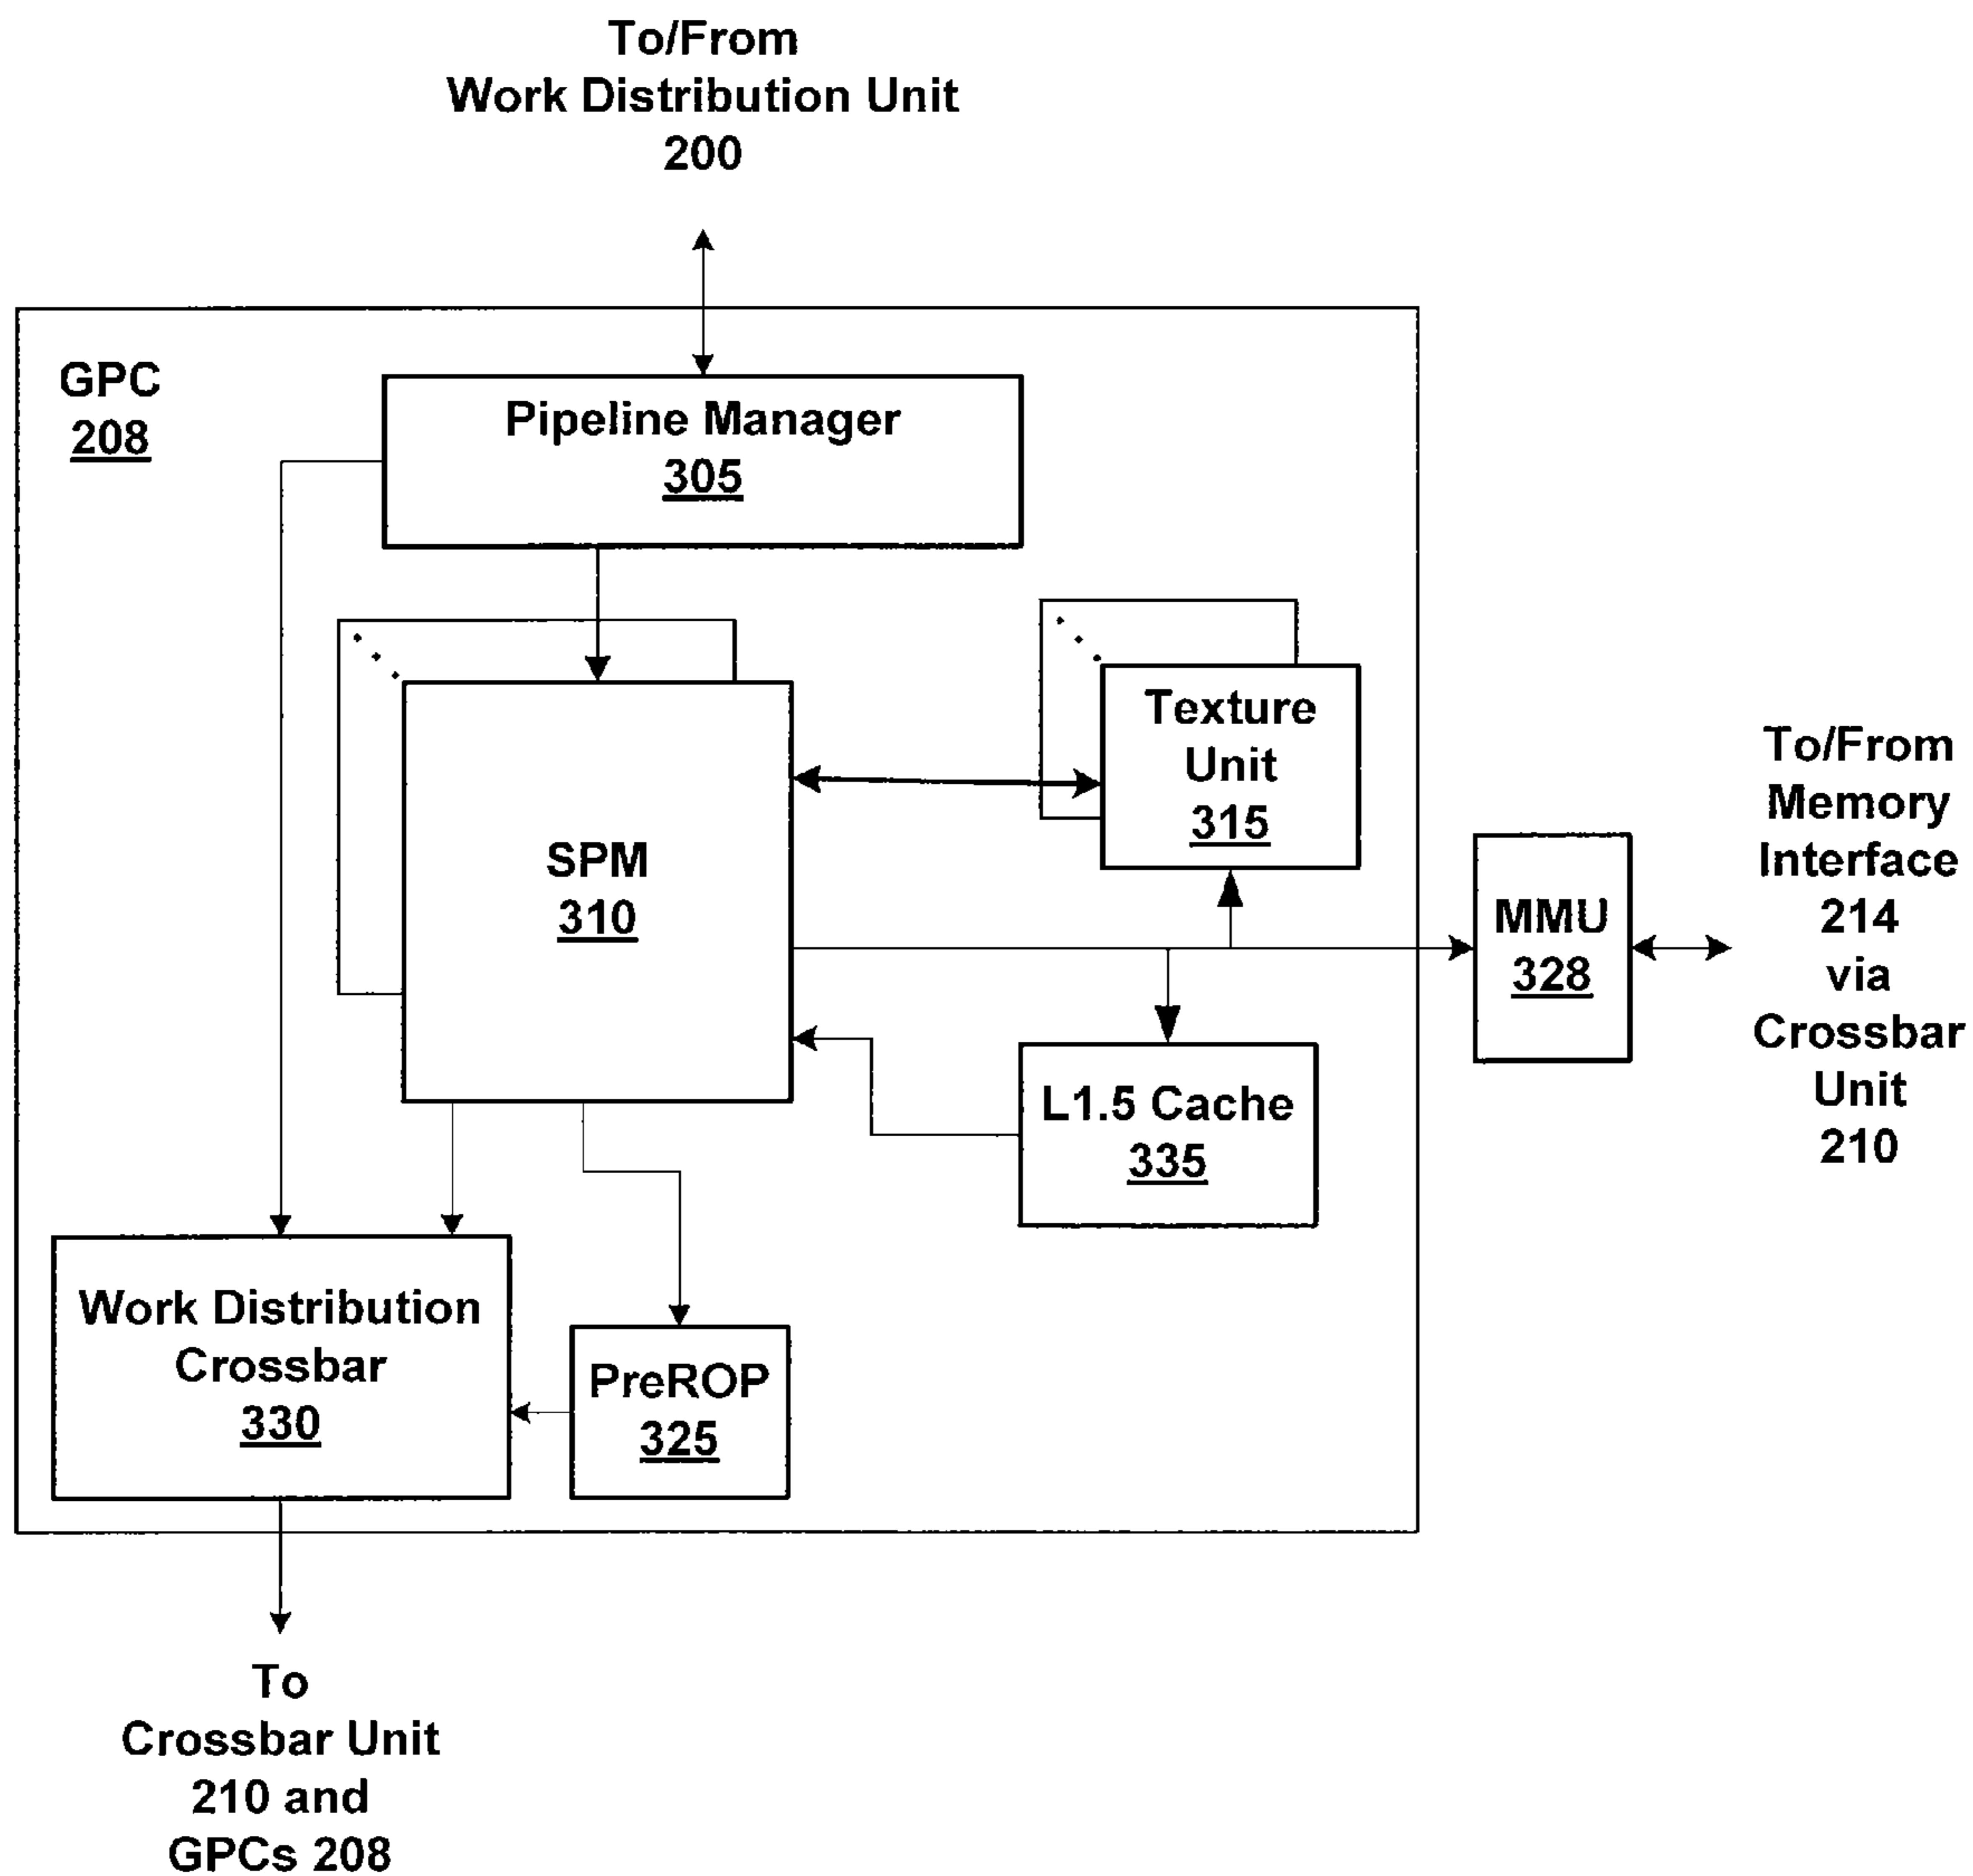 To/From
Work Distribution Unit
200
GPC
208
Pipeline Manager
305
Texture
Unit
315
SPM
310
To/From
Memory
Interface
214
via
Crossbar
Unit
210
MMU
328
L1.5 Cache
335
Work Distribution
Crossbar
330
PreROP
325
To
Crossbar Unit
210 and
GPCs 208